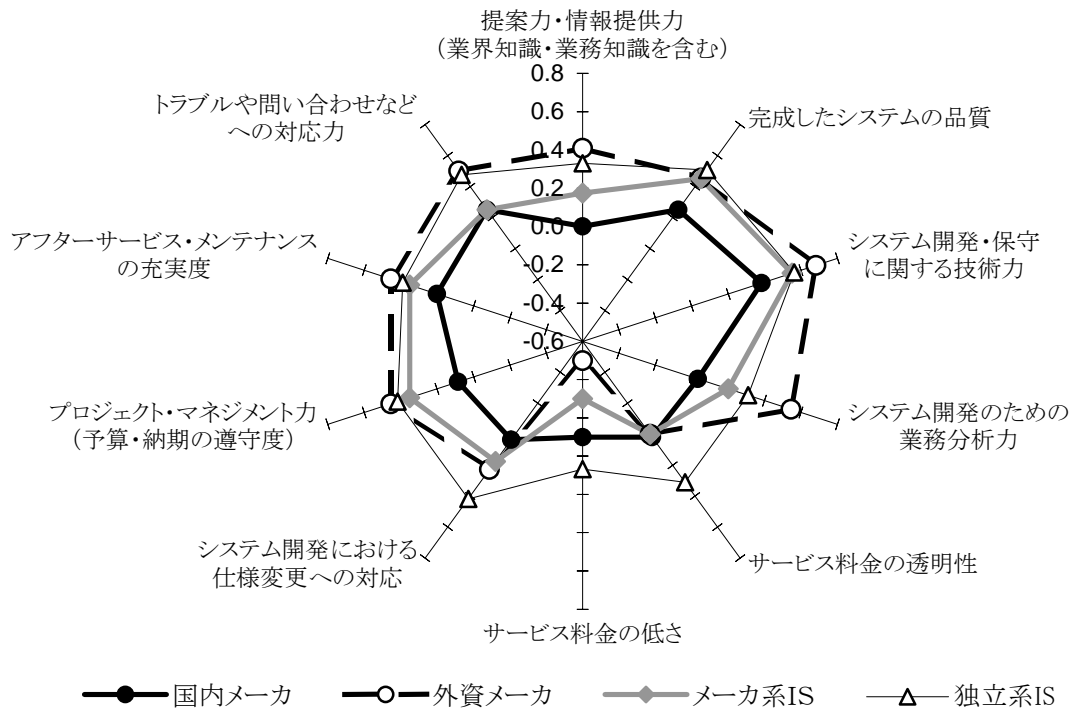 提案力・情報提供力
（業界知識・業務知識を含む）
0.8
0.6
0.4
0.2
0.0
-0.2
-0.4
-0.6
完成したシステムの品質
システム開発・保守
に関する技術力
システム開発のための
業務分析力
サービス料金の透明性
サービス料金の低さ
システム開発における
仕様変更への対応
プロジェクト・マネジメント力
（予算・納期の遵守度）
アフターサービス・メンテナンス
の充実度
トラブルや問い合わせなど
への対応力
国内メーカ
外資メーカ
メーカ系IS
独立系IS